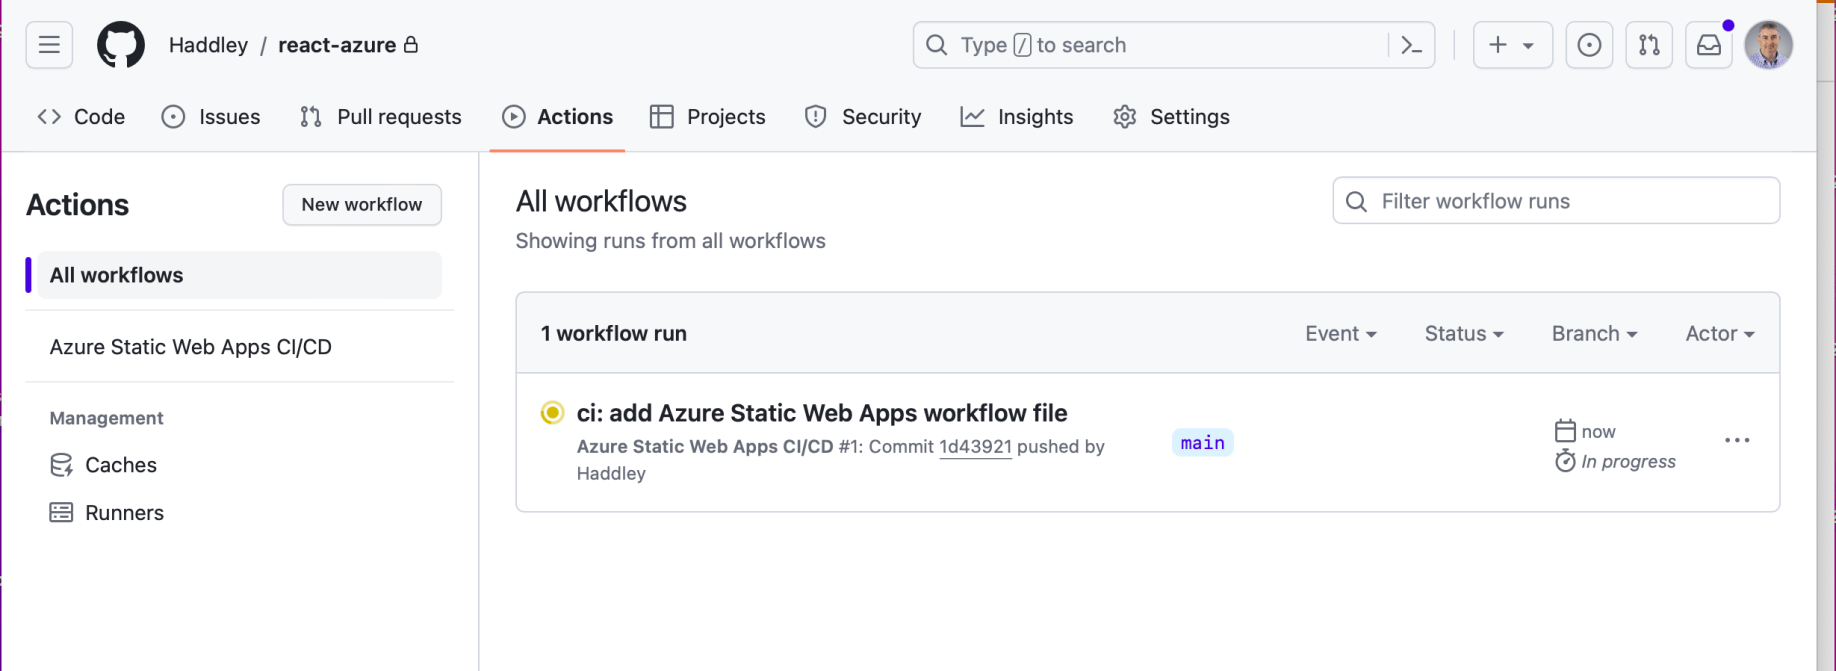 Haddley / react-azure
Type / to search
Code
Issues
Pull requests
Actions
Projects
Security
Insights
Settings
Actions
New workflow
All workflows
Azure Static Web Apps CI/CD
Management
Caches
Runners
All workflows
Filter workflow runs
Showing runs from all workflows
1 workflow run
Event
Status
Branch
Actor
ci: add Azure Static Web Apps workflow file
Azure Static Web Apps CI/CD #1: Commit 1d43921 pushed by
Haddley
main
now
In progress